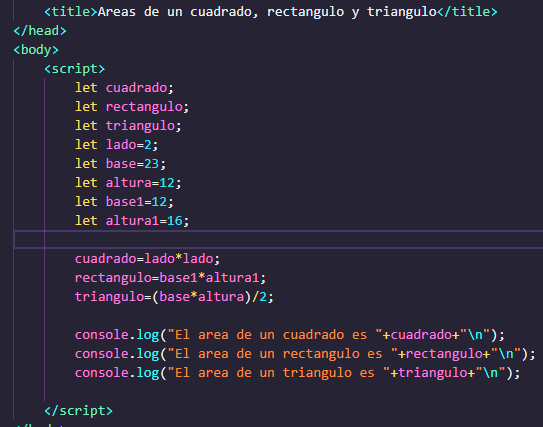 <title>Areas de un cuadrado, rectangulo y triangulo</title>
</head>
<body>
<script>
let cuadrado;
let rectangulo;
let triangulo;
let lado=2;
let base=23;
let altura=12;
let base1=12;
let altura1=16;
cuadrado=lado*lado;
rectangulo=base1*altura1;
triangulo=(base*altura)/2;
console.log("El area de un cuadrado es "+cuadrado+"\n");
console.log("El area de un rectangulo es "+rectangulo+"\n");
console.log("El area de un triangulo es "+triangulo+"\n");
</script>